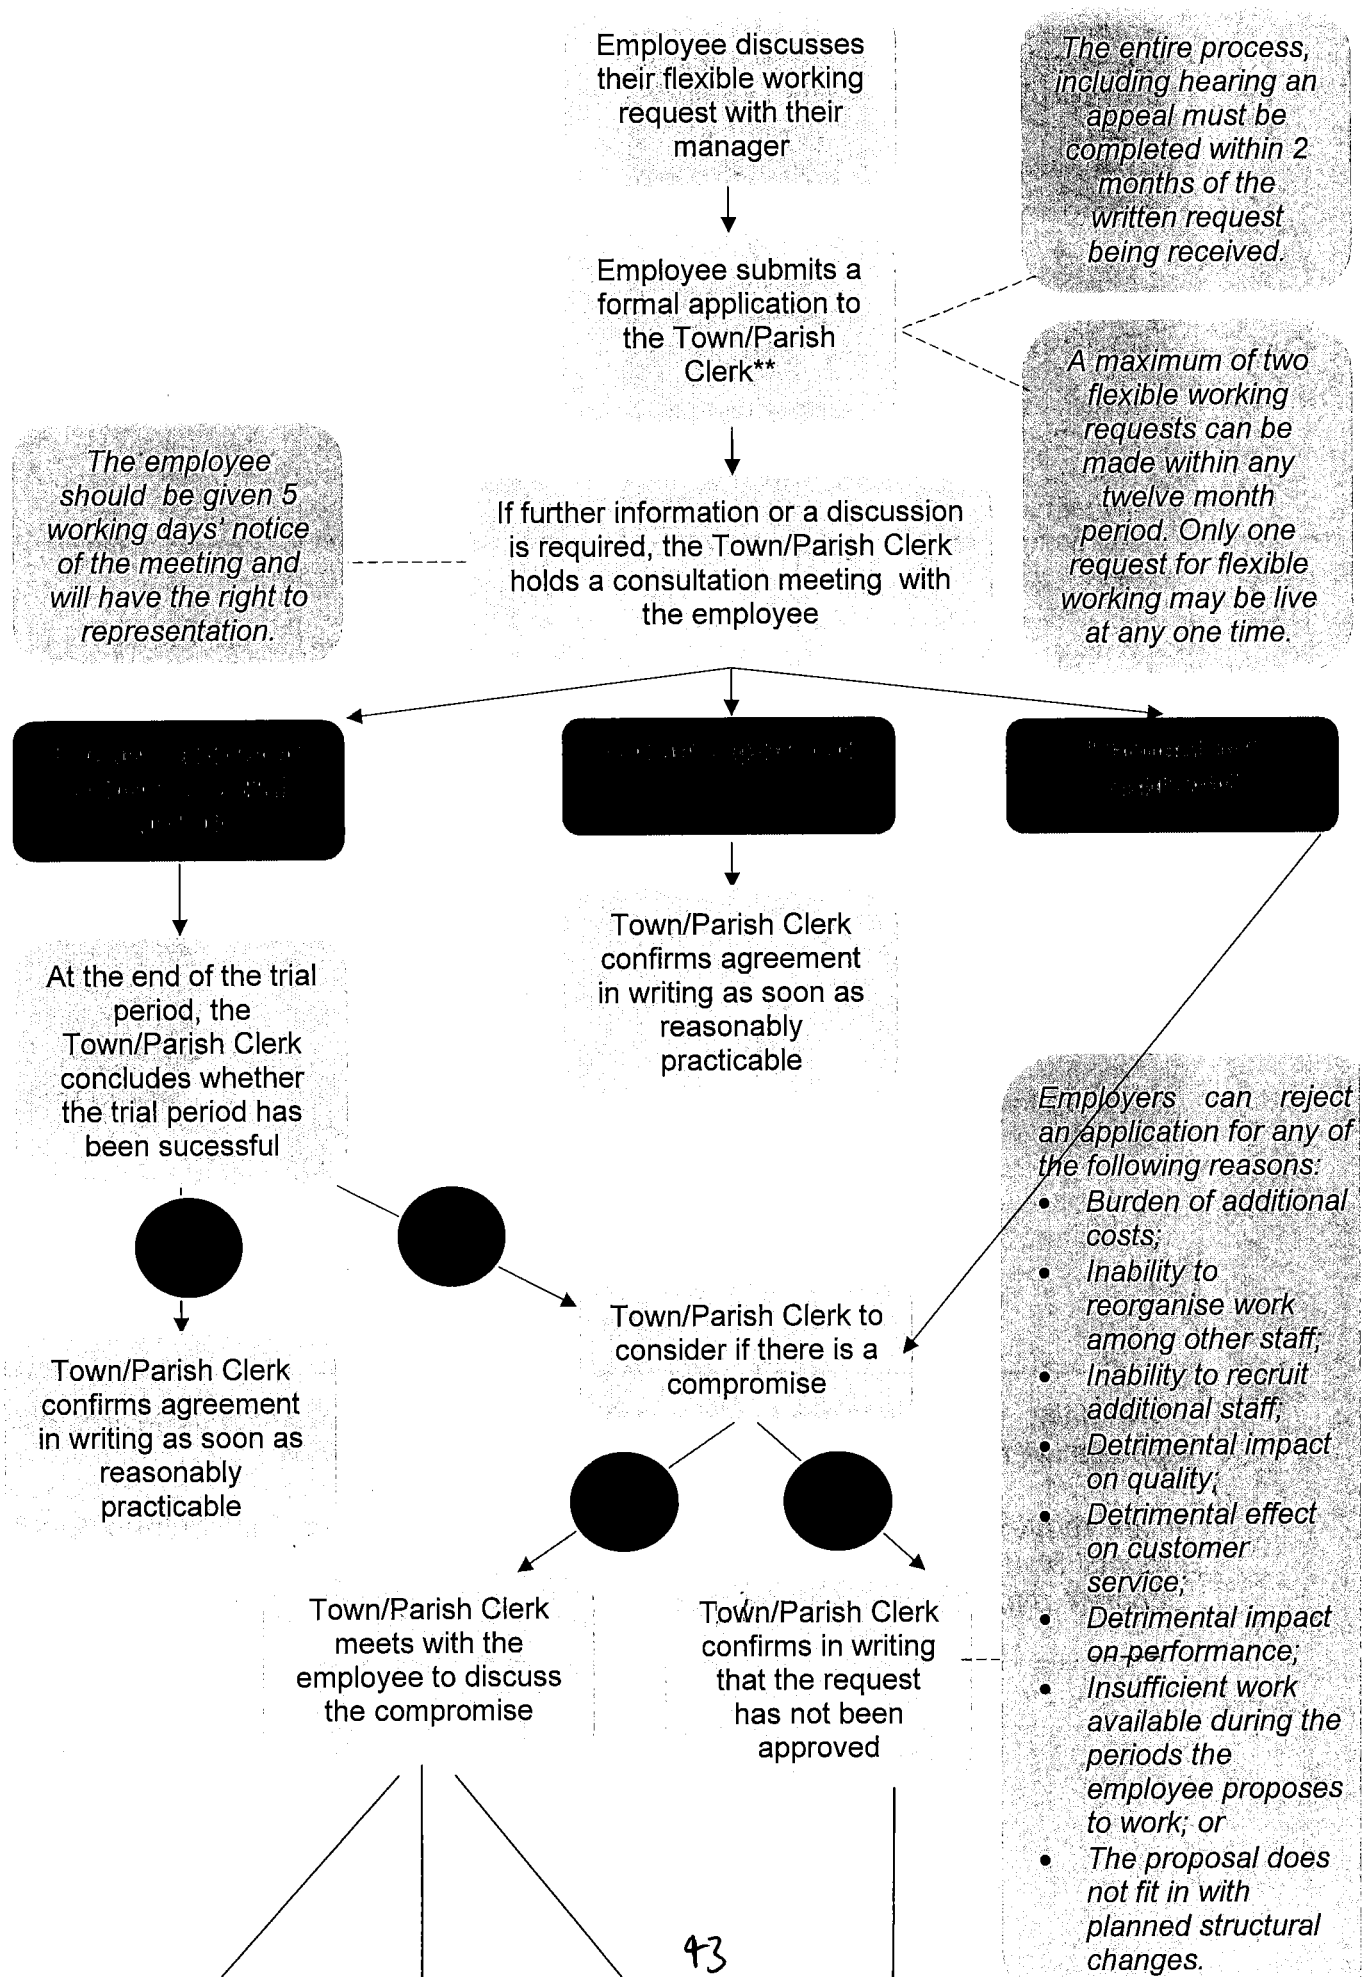 Employee discusses
their flexible working
request with their
manager
The entire process,
including hearing an
appeal must be
completed within 2
months of the
written request
being received.
Employee submits a
formal application to
the Town/Parish
Clerk**
A maximum of two
flexible working
requests can be
made within any
twelve month
period. Only one
request for flexible
working may be live
at any one time.
The employee
should be given 5
working days' notice
of the meeting and
will have the right to
representation.
If further information or a discussion
is required, the Town/Parish Clerk
holds a consultation meeting with
the employee
Town/Parish Clerk
confirms agreement
in writing as soon as
reasonably
practicable
At the end of the trial
period, the
Town/Parish Clerk
concludes whether
the trial period has
been sucessful
Employers can reject
an application for any of
the following reasons:
• Burden of additional
costs;
• Inability to
reorganise work
among other staff;
• Inability to recruit
additional staff;
• Detrimental impact
on quality;
• Detrimental effect
on customer
service;
• Detrimental impact
on performance;
• Insufficient work
available during the
periods the
employee proposes
to work; or
• The proposal does
not fit in with
planned structural
changes.
Town/Parish Clerk to
consider if there is a
compromise
Town/Parish Clerk
confirms agreement
in writing as soon as
reasonably
practicable
Town/Parish Clerk
meets with the
employee to discuss
the compromise
Town/Parish Clerk
confirms in writing
that the request
has not been
approved
43